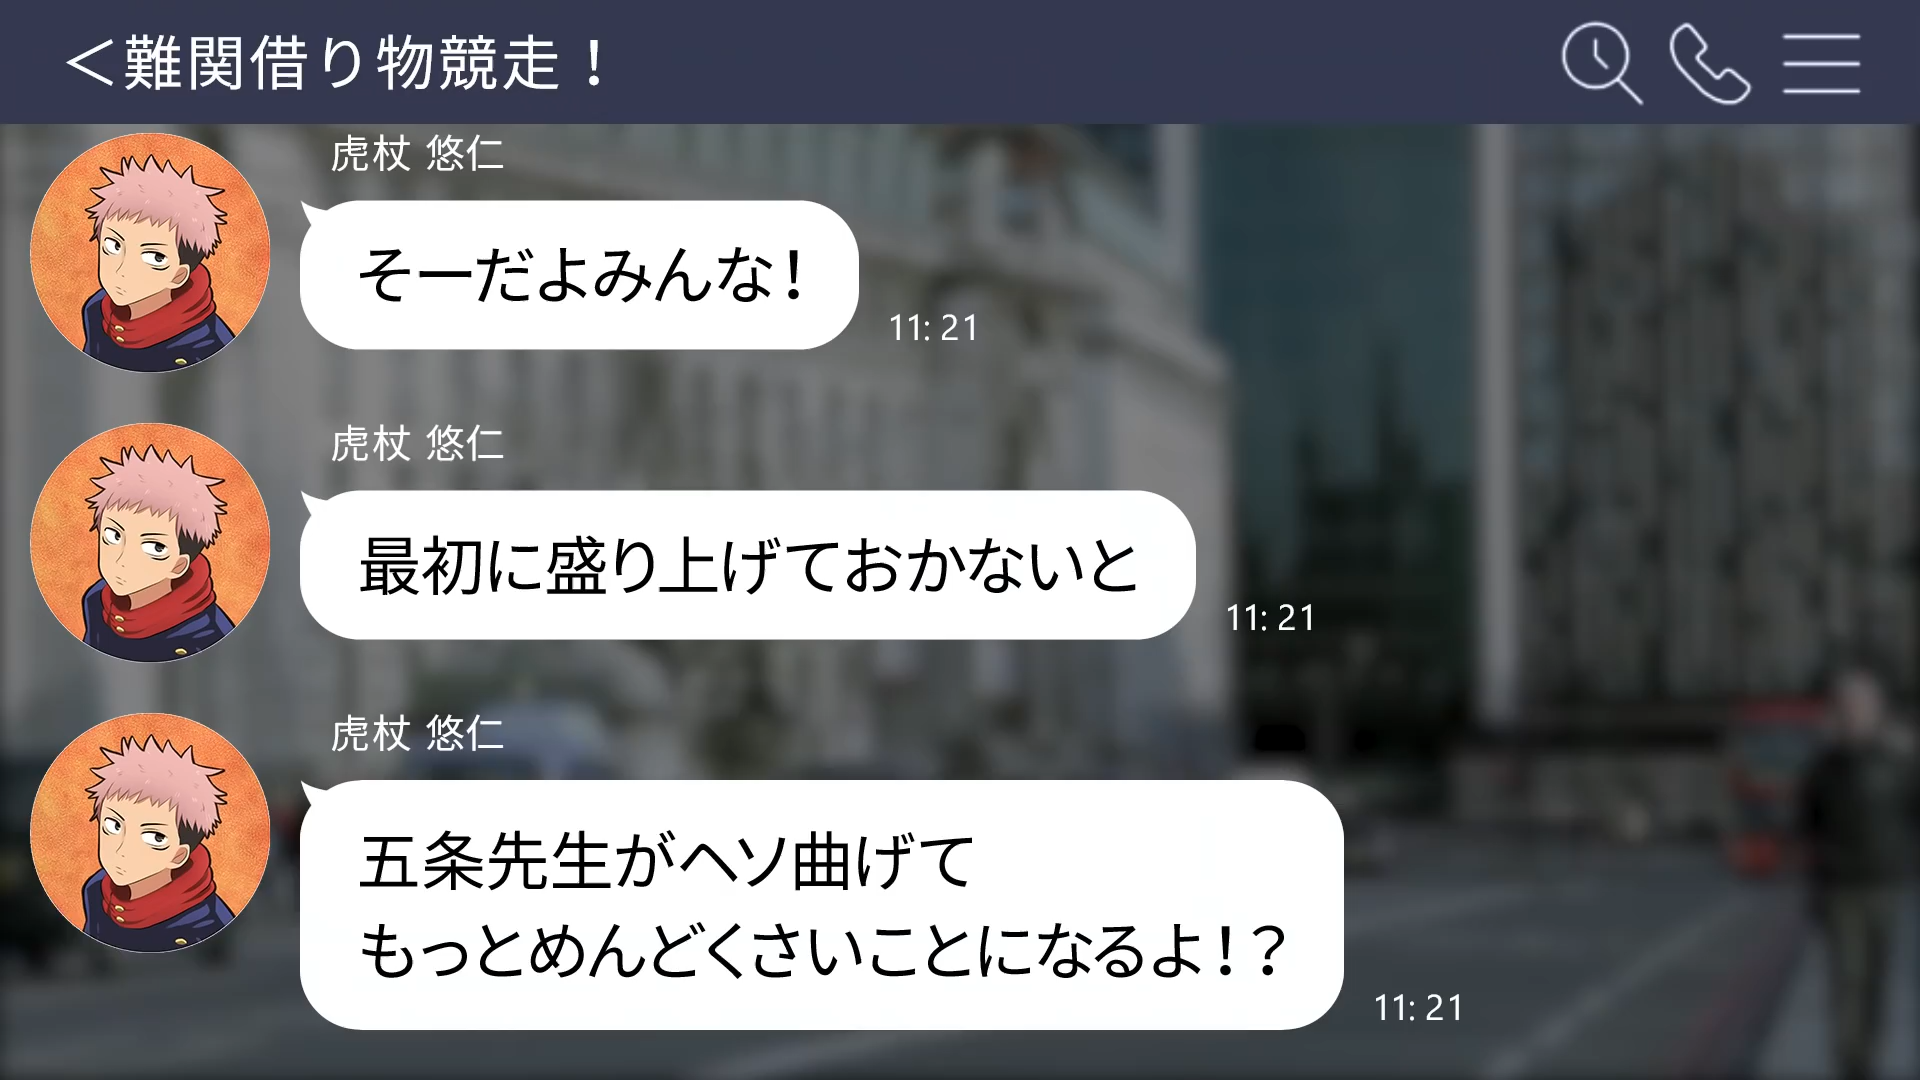 ＜難関借り物競走！
虎杖 悠仁
そーだよみんな！
11: 21
虎杖 悠仁
最初に盛り上げておかないと
11: 21
虎杖 悠仁
五条先生がヘソ曲げて
もっとめんどくさいことになるよ！？
11: 21